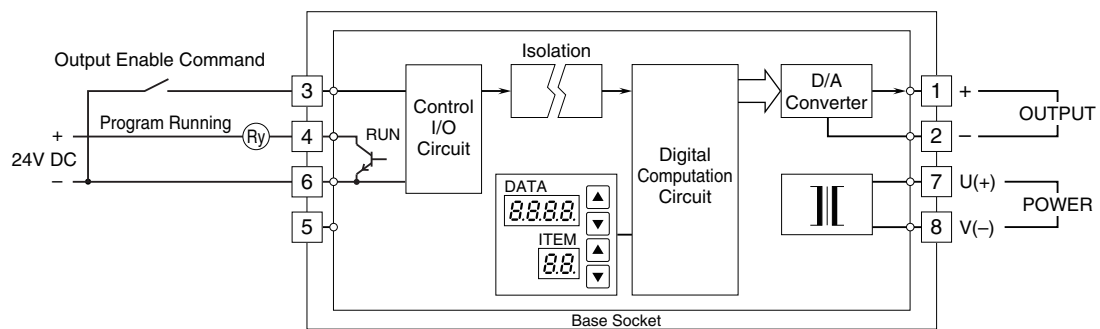 Output Enable Command
3
Program Running
Ry
4
+
24V DC
–
6
5
RUN
Control
I/O
Circuit
Isolation
DATA
8.8.8.8.
ITEM
8.8.
Digital
Computation
Circuit
D/A
Converter
1
+
OUTPUT
2
–
7
U(+)
POWER
8
V(–)
Base Socket